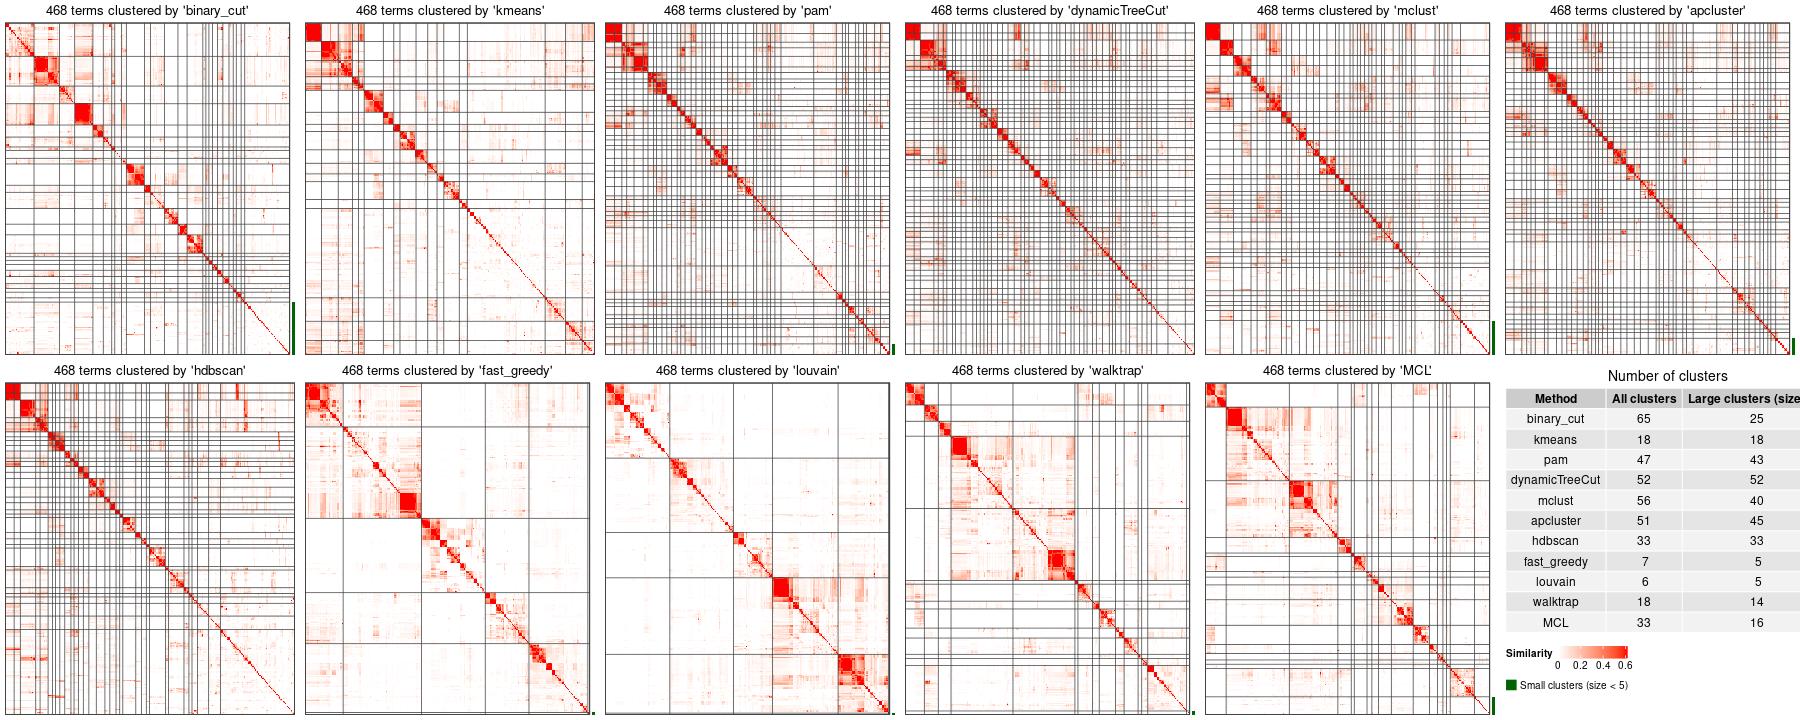 468 terms clustered by 'binary_cut'
468 terms clustered by 'kmeans'
468 terms clustered by 'pam'
468 terms clustered by 'dynamicTreeCut'
468 terms clustered by 'mclust'
468 terms clustered by 'apcluster'
468 terms clustered by 'hdbscan'
468 terms clustered by 'fast_greedy'
468 terms clustered by 'louvain'
468 terms clustered by 'walktrap'
468 terms clustered by 'MCL'
Number of clusters
Method All clusters Large clusters (size
binary_cut 65 25
kmeans 18 18
pam 47 43
dynamicTreeCut 52 52
mclust 56 40
apcluster 51 45
hdbscan 33 33
fast_greedy 7 5
louvain 6 5
walktrap 18 14
MCL 33 16
Similarity
0 0.2 0.4 0.6
Small clusters (size < 5)